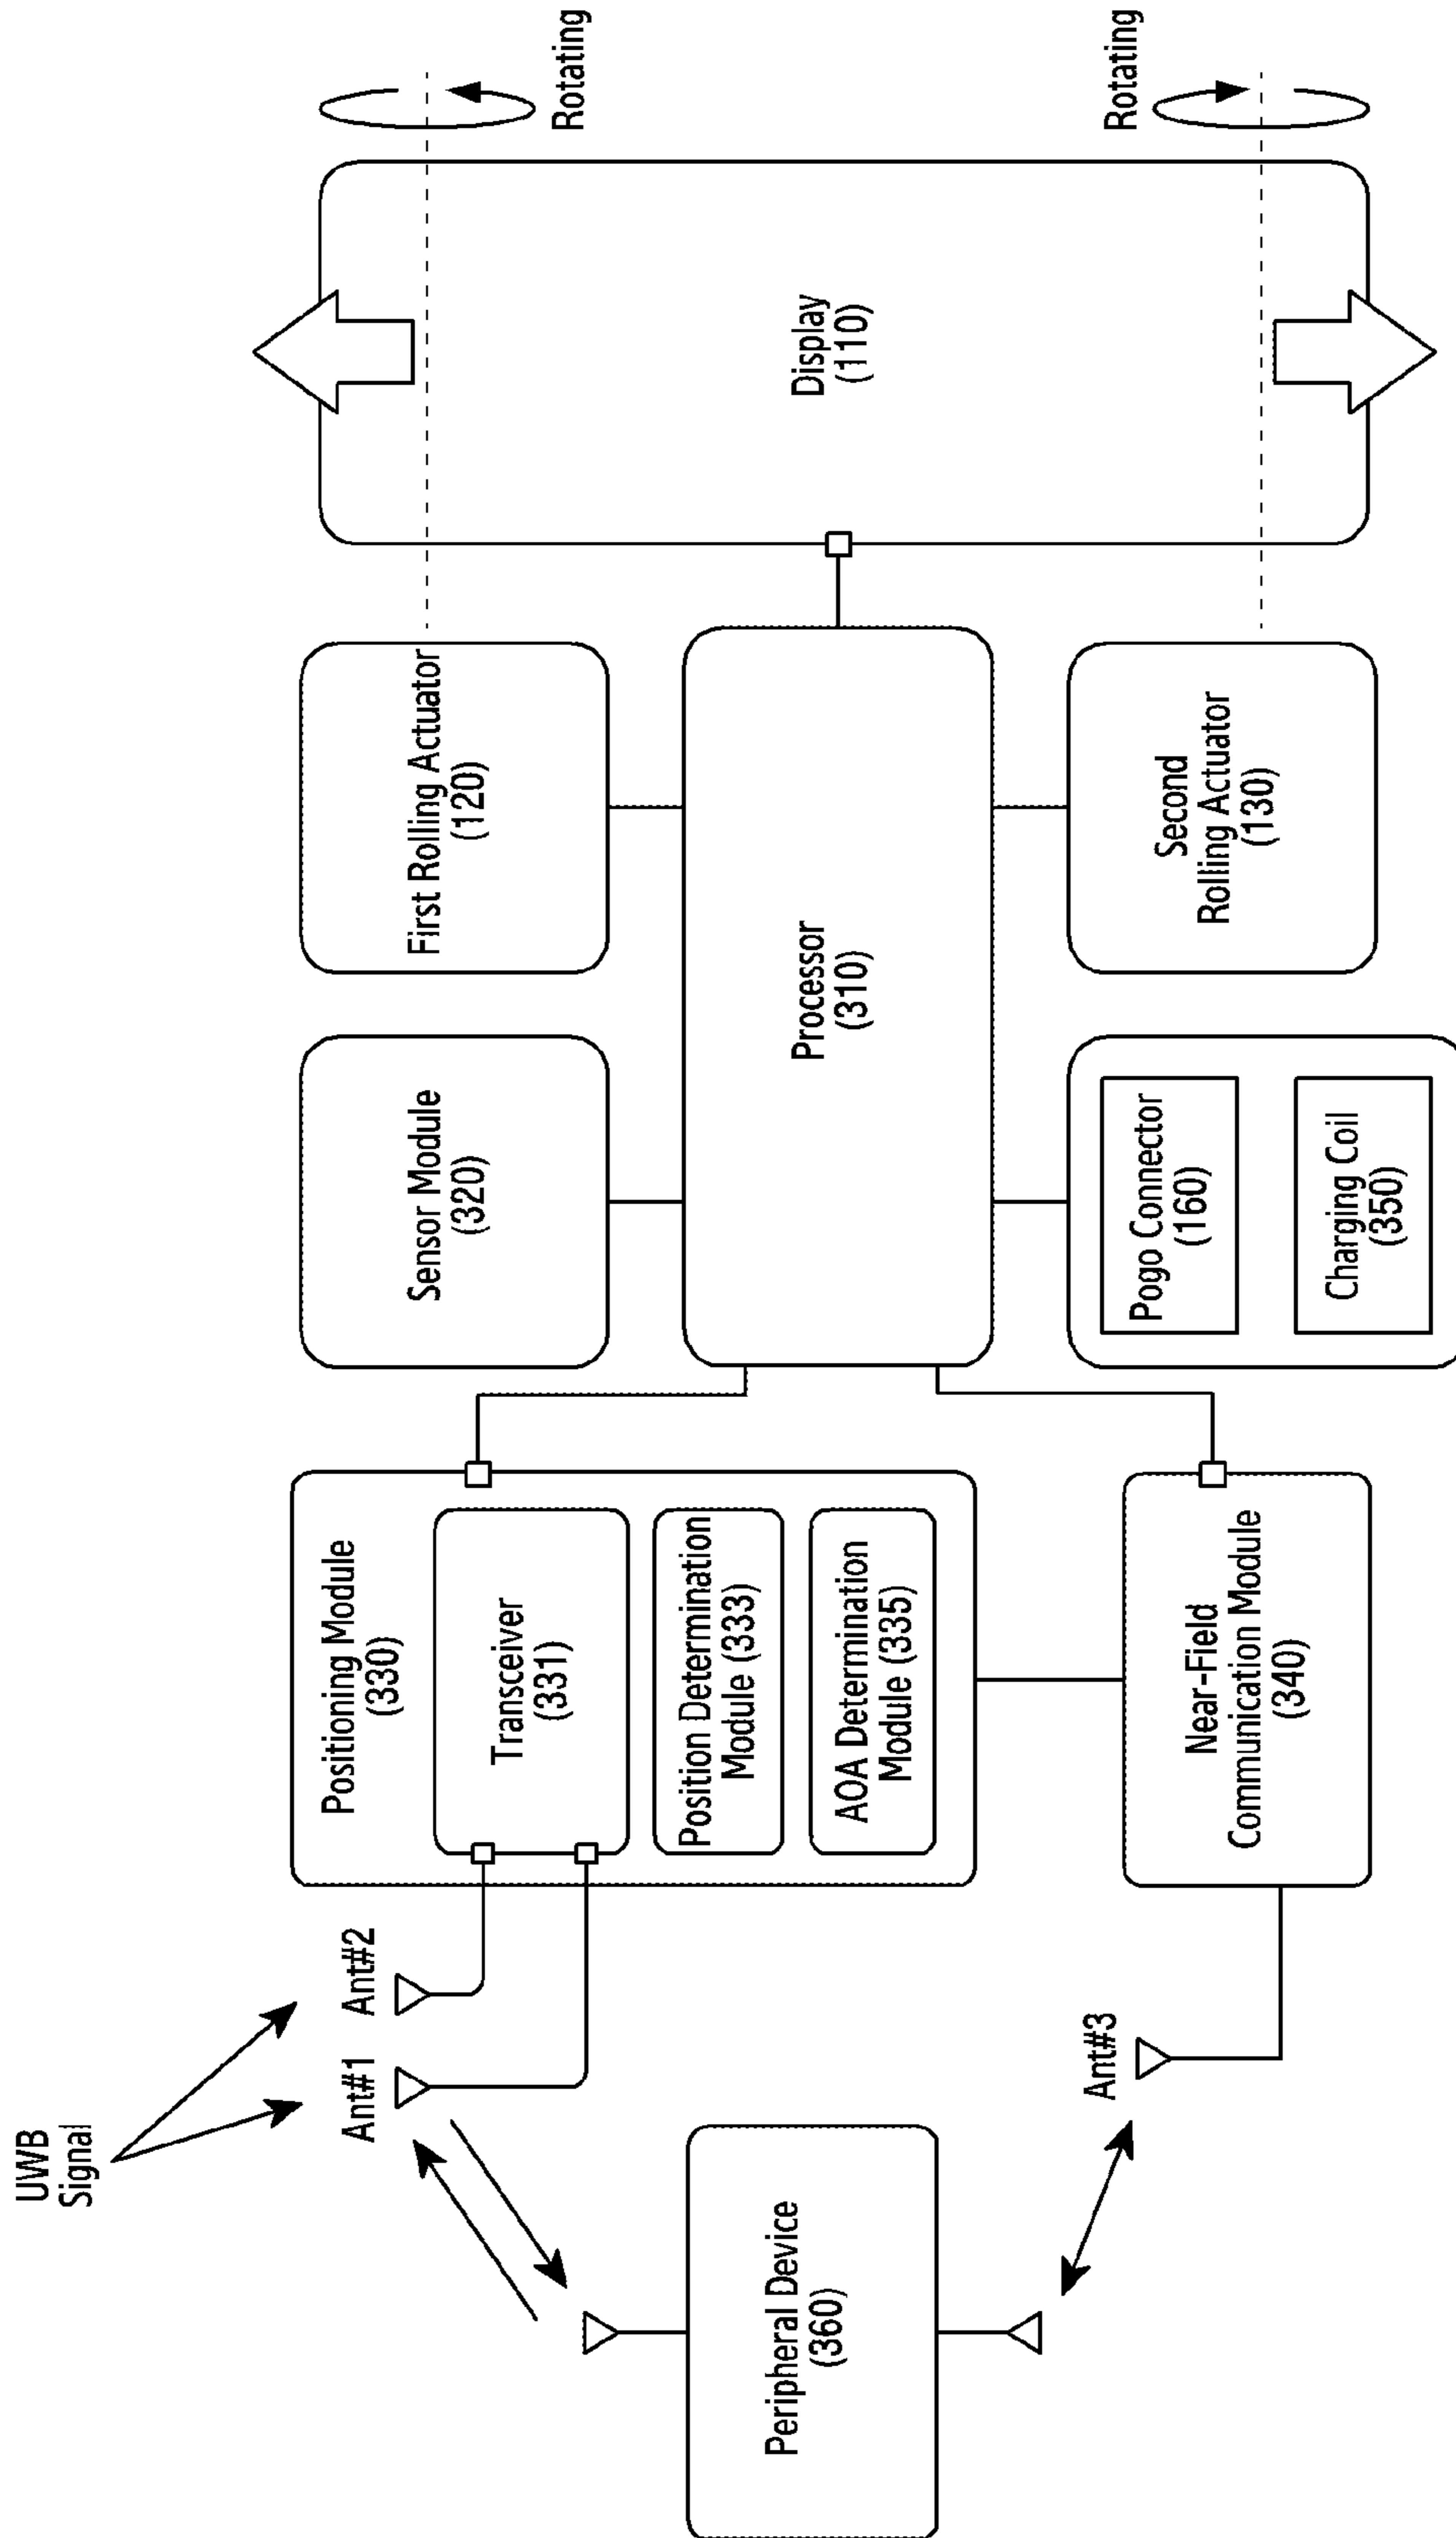 UWB
Signal
Ant#1
Ant#2
Positioning Module
(330)
Transceiver
(331)
Position Determination
Module (333)
AOA Determination
Module (335)
Sensor Module
(320)
First Rolling Actuator
(120)
Rotating
Peripheral Device
(360)
Processor
(310)
Display
(110)
Ant#3
Near-Field
Communication Module
(340)
Pogo Connector
(160)
Charging Coil
(350)
Second
Rolling Actuator
(130)
Rotating